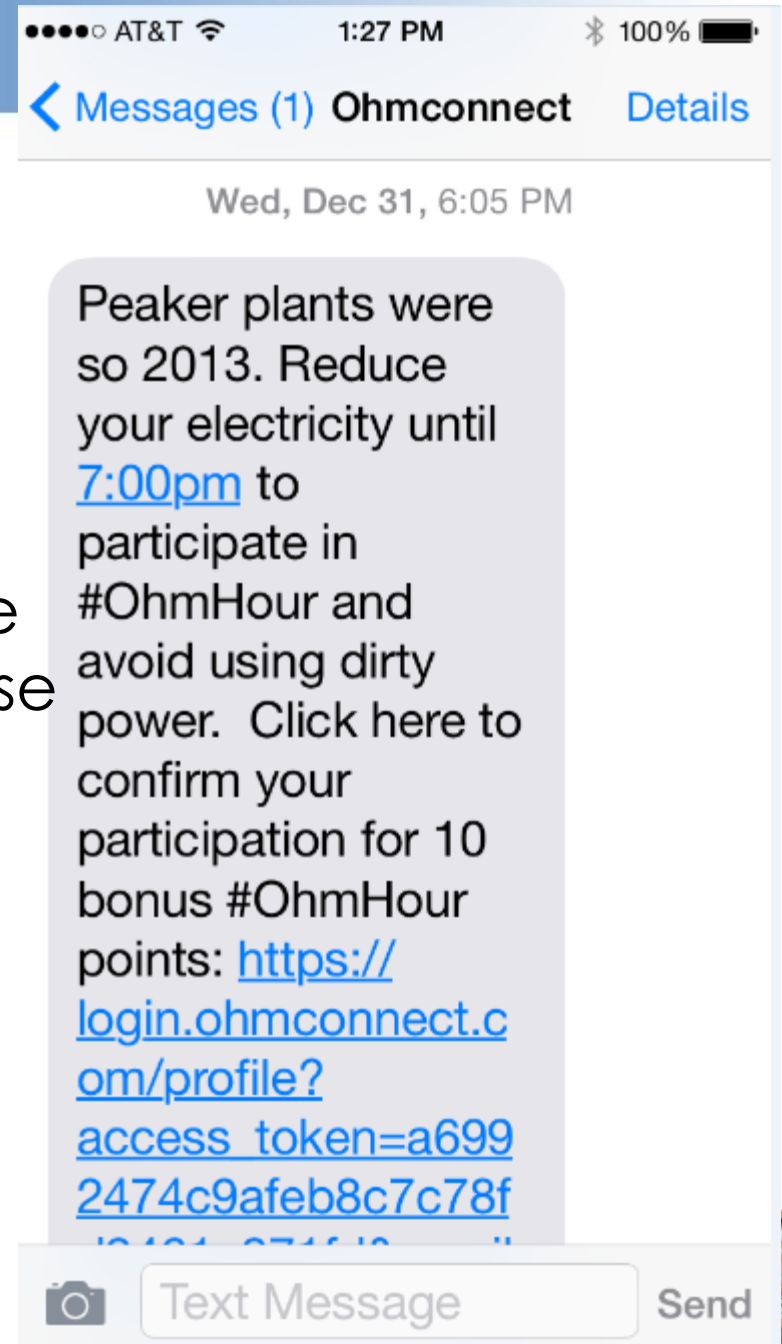 AT&T 1:27 PM 100%
Messages (1) Ohmconnect Details
Wed, Dec 31, 6:05 PM
Peaker plants were
so 2013. Reduce
your electricity until
7:00pm to
participate in
#OhmHour and
avoid using dirty
power. Click here to
confirm your
participation for 10
bonus #OhmHour
points: https://
login.ohmconnect.c
om/profile?
access_token=a699
2474c9afeb8c7c78f
Text Message Send